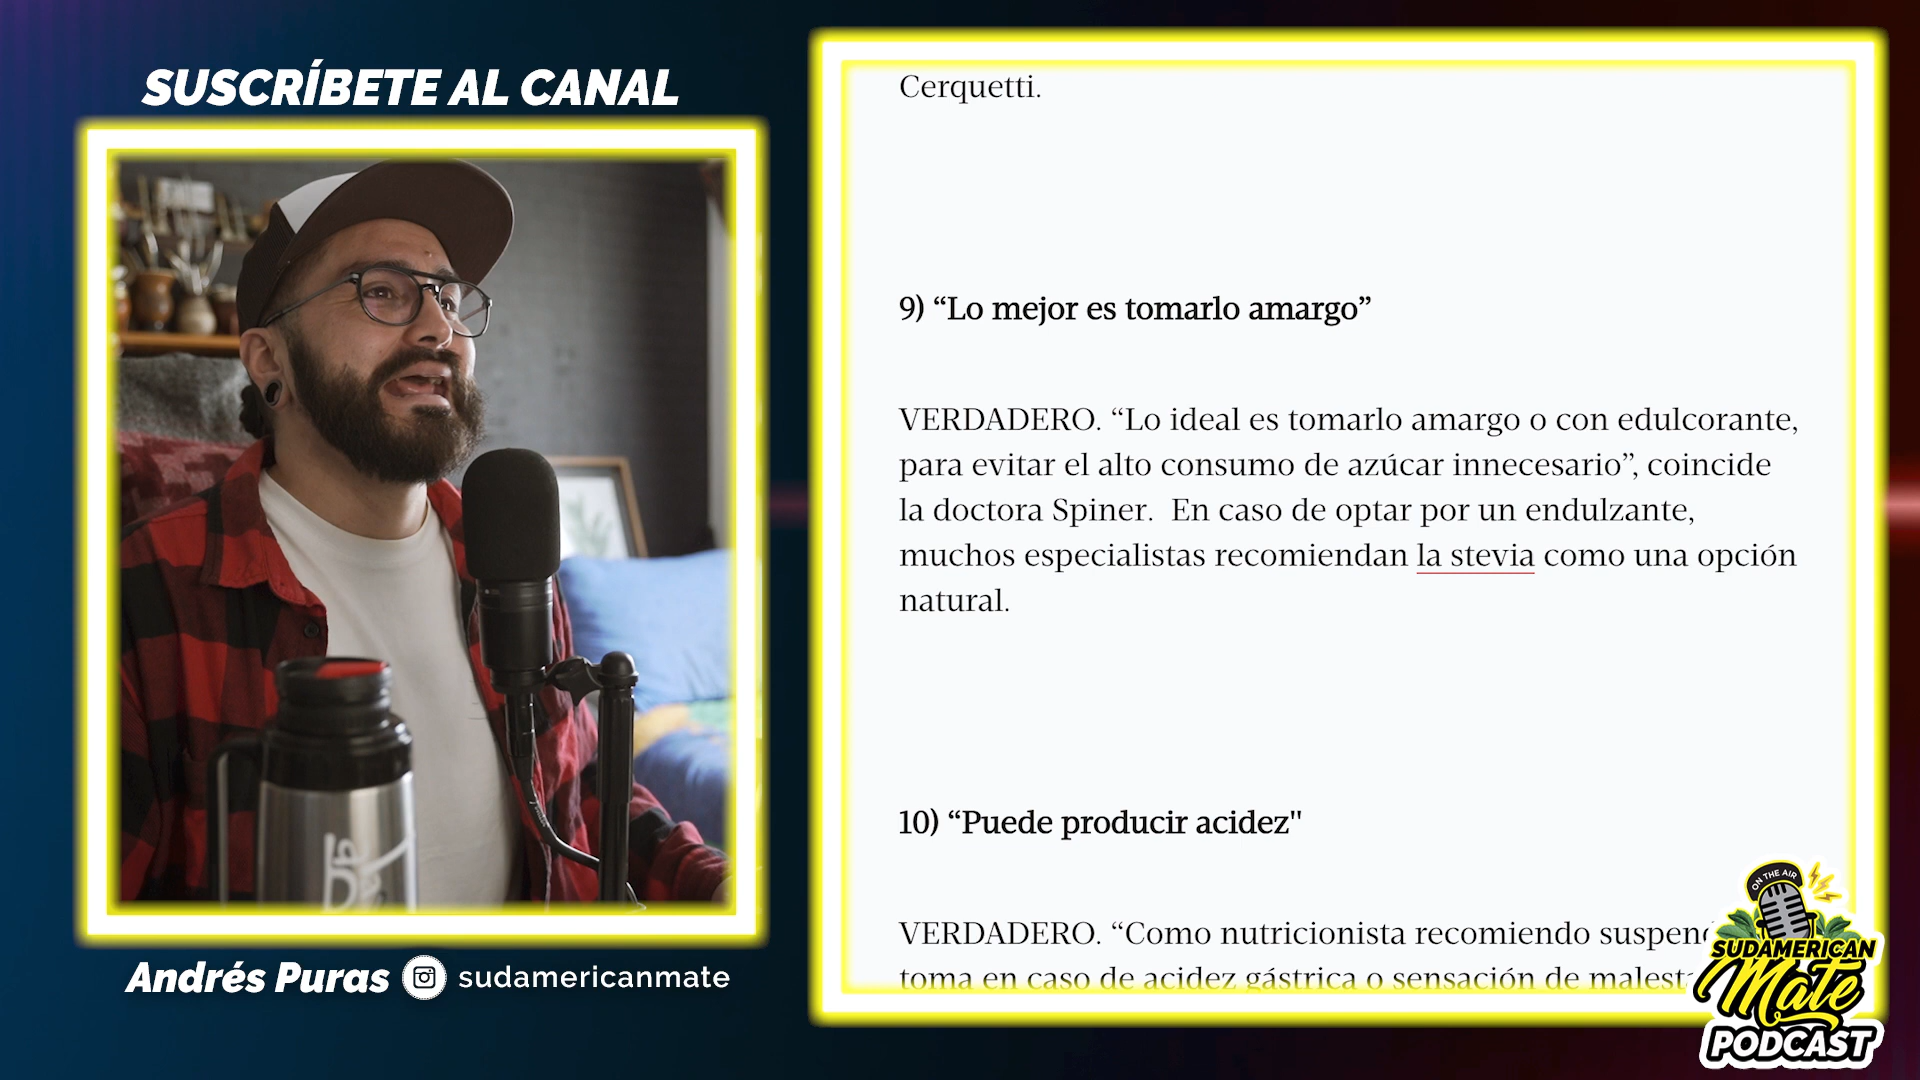 SUSCRÍBETE AL CANAL
Andrés Puras
sudamericanmate
Cerquetti.
9) “Lo mejor es tomarlo amargo”
VERDADERO. “Lo ideal es tomarlo amargo o con edulcorante,
para evitar el alto consumo de azúcar innecesario”, coincide
la doctora Spiner.  En caso de optar por un endulzante,
muchos especialistas recomiendan la stevia como una opción
natural.
10) “Puede producir acidez"
VERDADERO. “Como nutricionista recomiendo
toma en caso de acidez gástrica o sensación de
ON THE AIR
SUDAMERICAN
Mate
PODCAST